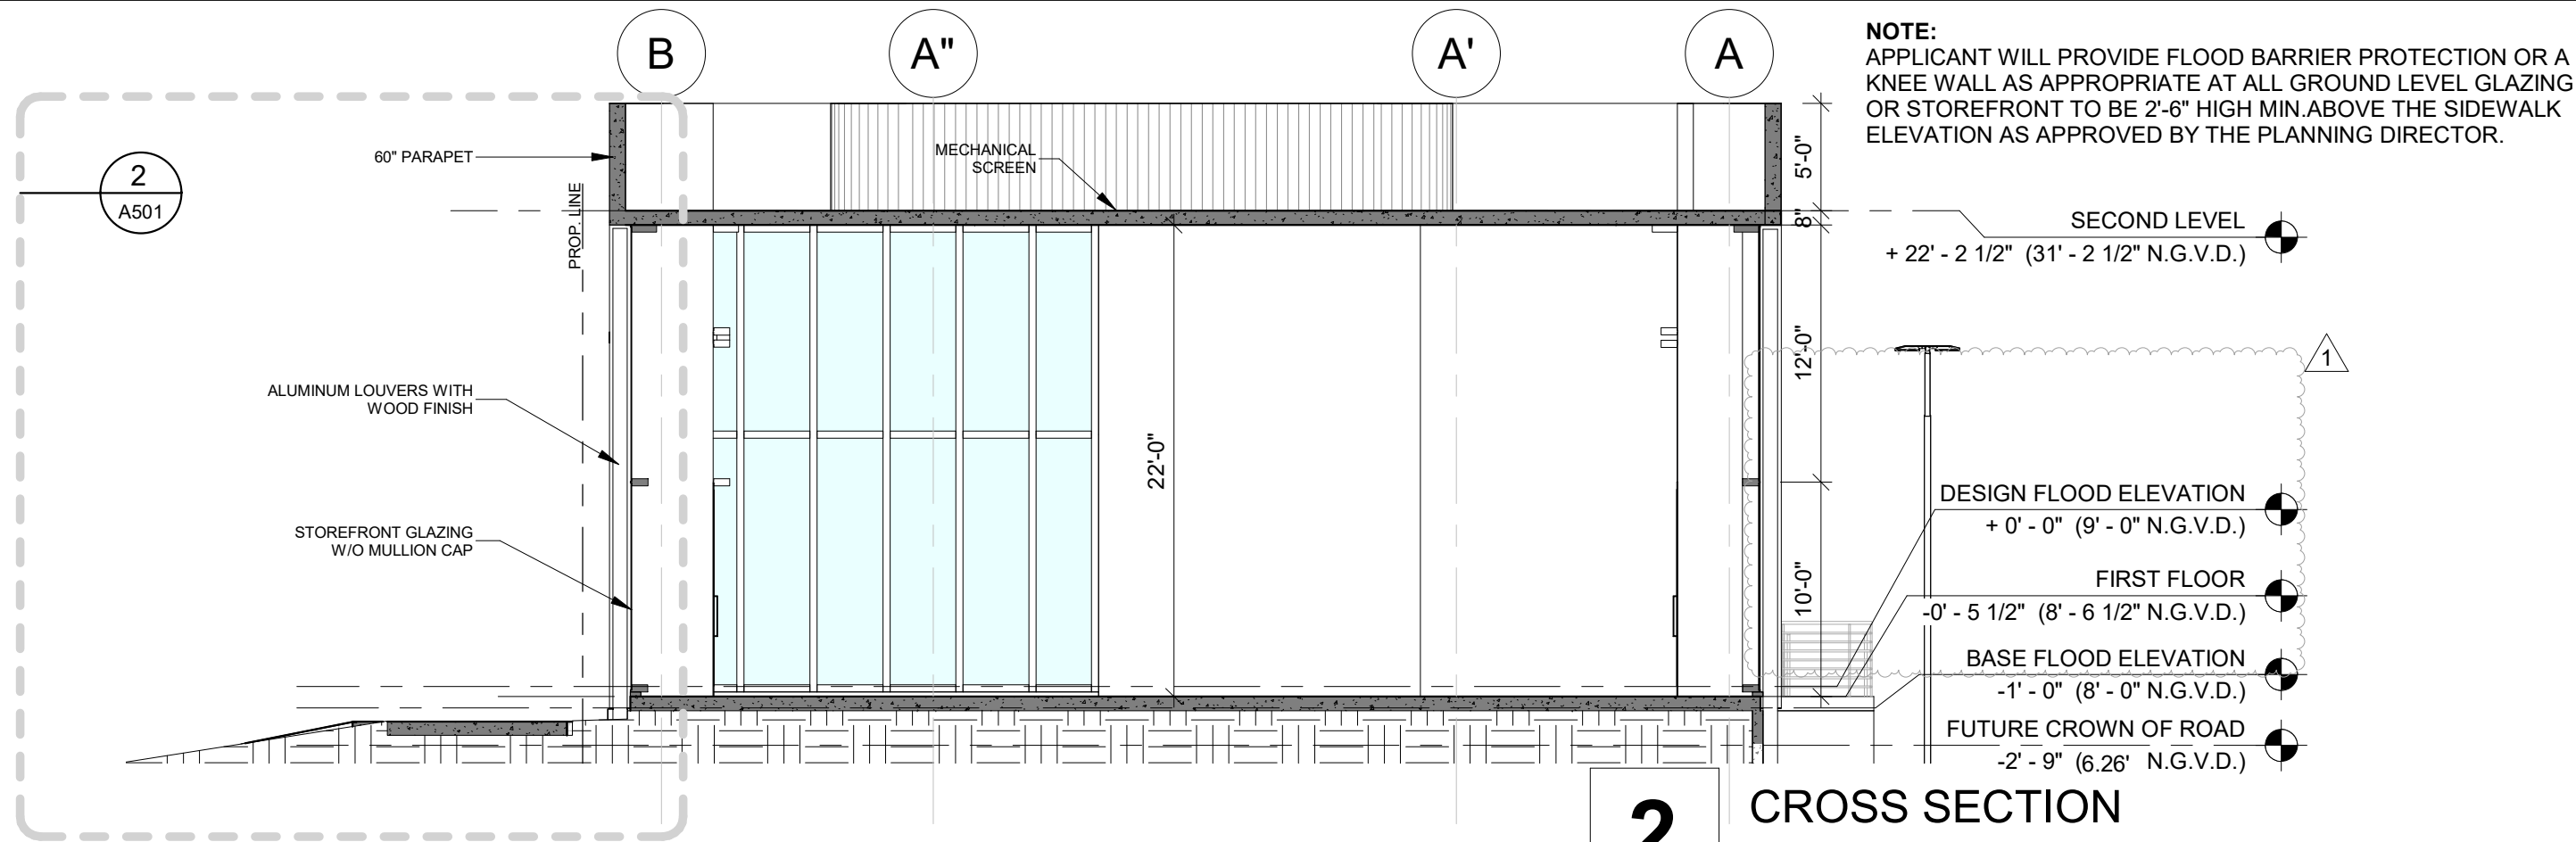 B
A"
A'
A
NOTE:
APPLICANT WILL PROVIDE FLOOD BARRIER PROTECTION OR A
KNEE WALL AS APPROPRIATE AT ALL GROUND LEVEL GLAZING
OR STOREFRONT TO BE 2'-6" HIGH MIN.ABOVE THE SIDEWALK
ELEVATION AS APPROVED BY THE PLANNING DIRECTOR.
2
A501
60" PARAPET
PROP. LINE
MECHANICAL
SCREEN
5'-0"
8"
SECOND LEVEL
+ 22' - 2 1/2" (31' - 2 1/2" N.G.V.D.)
12'-0"
1
ALUMINUM LOUVERS WITH
WOOD FINISH
22'-0"
STOREFRONT GLAZING
W/O MULLION CAP
10'-0"
DESIGN FLOOD ELEVATION
+ 0' - 0" (9' - 0" N.G.V.D.)
FIRST FLOOR
-0' - 5 1/2" (8' - 6 1/2" N.G.V.D.)
BASE FLOOD ELEVATION
-1' - 0" (8' - 0" N.G.V.D.)
FUTURE CROWN OF ROAD
-2' - 9" (6.26' N.G.V.D.)
2
CROSS SECTION